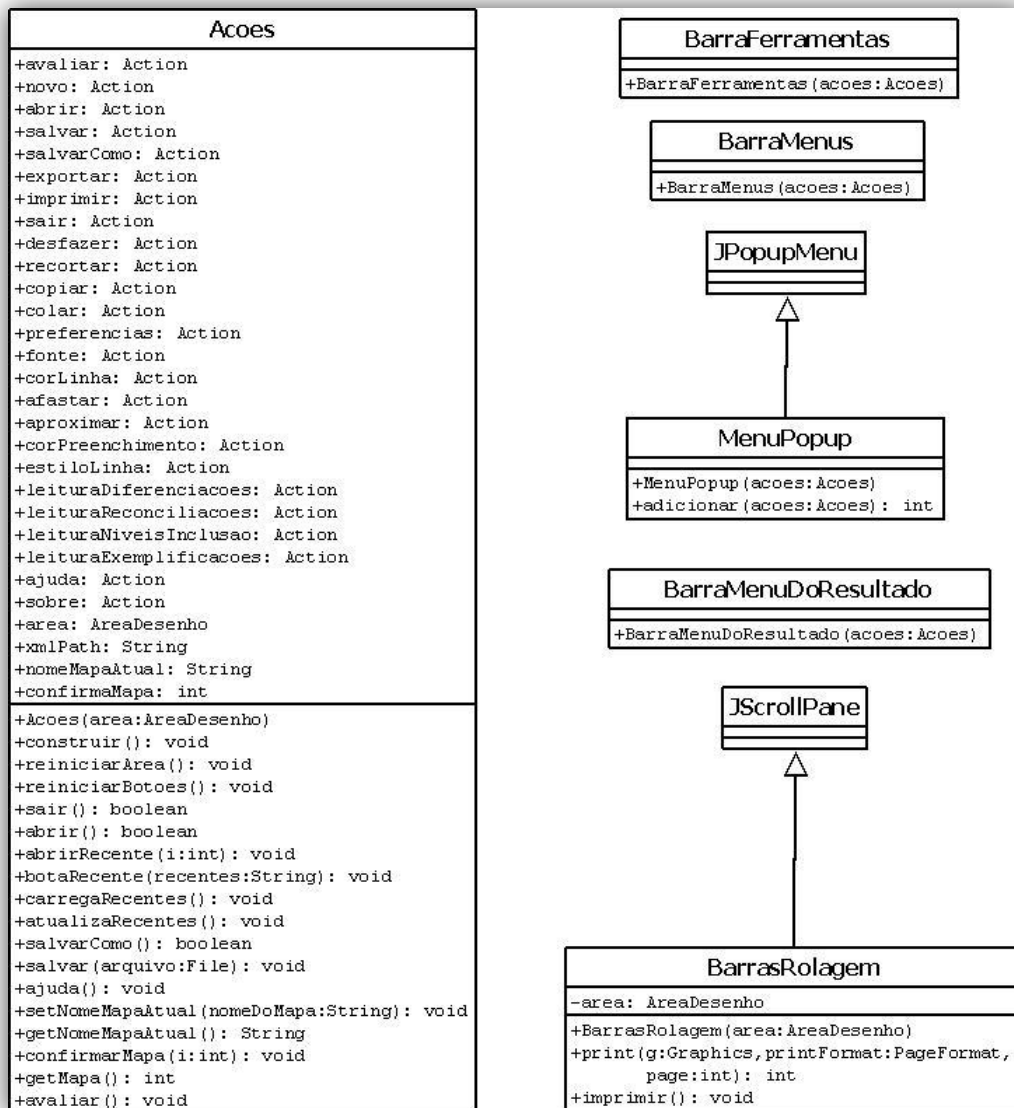 Acoes
+avaliar: Action
+novo: Action
+abrir: Action
+salvar: Action
+salvarComo: Action
+exportar: Action
+imprimir: Action
+sair: Action
+desfazer: Action
+recortar: Action
+copiar: Action
+colar: Action
+preferencias: Action
+fonte: Action
+corLinha: Action
+afastar: Action
+aproximar: Action
+corPreenchimento: Action
+estiloLinha: Action
+leituraDiferenciacoes: Action
+leituraReconciliacoes: Action
+leituraNiveisInclusao: Action
+leituraExemplificacoes: Action
+ajuda: Action
+sobre: Action
+area: AreaDesenho
+xmlPath: String
+nomeMapaAtual: String
+confirmaMapa: int
+Acoes(area:AreaDesenho)
+construir(): void
+reiniciarArea(): void
+reiniciarBotoes(): void
+sair(): boolean
+abrir(): boolean
+abrirRecente(i:int): void
+botaRecente(recentes:String): void
+carregaRecentes(): void
+atualizaRecentes(): void
+salvarComo(): boolean
+salvar(arquivo:File): void
+ajuda(): void
+setNomeMapaAtual(nomeDoMapa:String): void
+getNomeMapaAtual(): String
+confirmarMapa(i:int): void
+getMapa(): int
+avaliar(): void
BarraFerramentas
+BarraFerramentas(acoes:Acoes)
BarraMenus
+BarraMenus(acoes:Acoes)
JPopupMenu
MenuPopup
+MenuPopup(acoes:Acoes)
+adicionar(acoes:Acoes): int
BarraMenuDoResultado
+BarraMenuDoResultado(acoes:Acoes)
JScrollPane
BarrasRolagem
-area: AreaDesenho
+BarrasRolagem(area:AreaDesenho)
+print(g:Graphics,printFormat:PageFormat,
page:int): int
+imprimir(): void